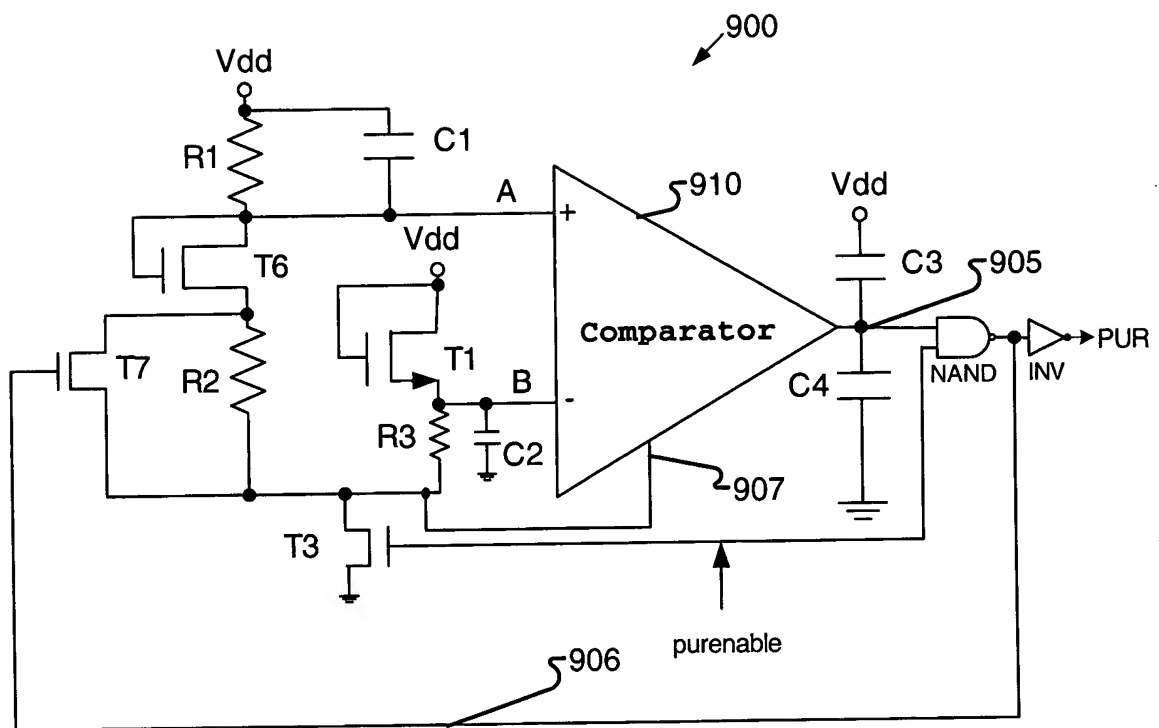 900
Vdd
R1
C1
A
+
910
Vdd
Vdd
T6
C3
905
Comparator
T1
T7
R2
B
-
NAND
INV
PUR
C4
R3
C2
907
T3
purenable
906